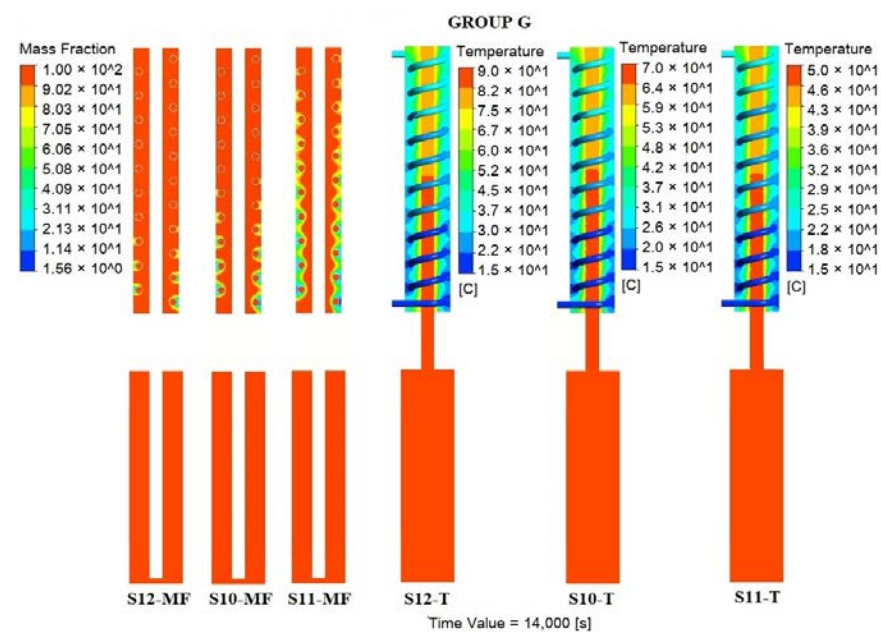 GROUP G
Mass Fraction
1.00 × 10^2
9.02 × 10^1
8.03 × 10^1
7.05 × 10^1
6.06 × 10^1
5.08 × 10^1
4.09 × 10^1
3.11 × 10^1
2.13 × 10^1
1.14 × 10^1
1.56 × 10^0
Temperature
9.0 × 10^1
8.2 × 10^1
7.5 × 10^1
6.7 × 10^1
6.0 × 10^1
5.2 × 10^1
4.5 × 10^1
3.7 × 10^1
3.0 × 10^1
2.2 × 10^1
1.5 × 10^1
[C]
Temperature
7.0 × 10^1
6.4 × 10^1
5.9 × 10^1
5.3 × 10^1
4.8 × 10^1
4.2 × 10^1
3.7 × 10^1
3.1 × 10^1
2.6 × 10^1
2.0 × 10^1
1.5 × 10^1
[C]
Temperature
5.0 × 10^1
4.6 × 10^1
4.3 × 10^1
3.9 × 10^1
3.6 × 10^1
3.2 × 10^1
2.9 × 10^1
2.5 × 10^1
2.2 × 10^1
1.8 × 10^1
1.5 × 10^1
[C]
S12-MF S10-MF S11-MF S12-T S10-T S11-T
Time Value = 14,000 [s]